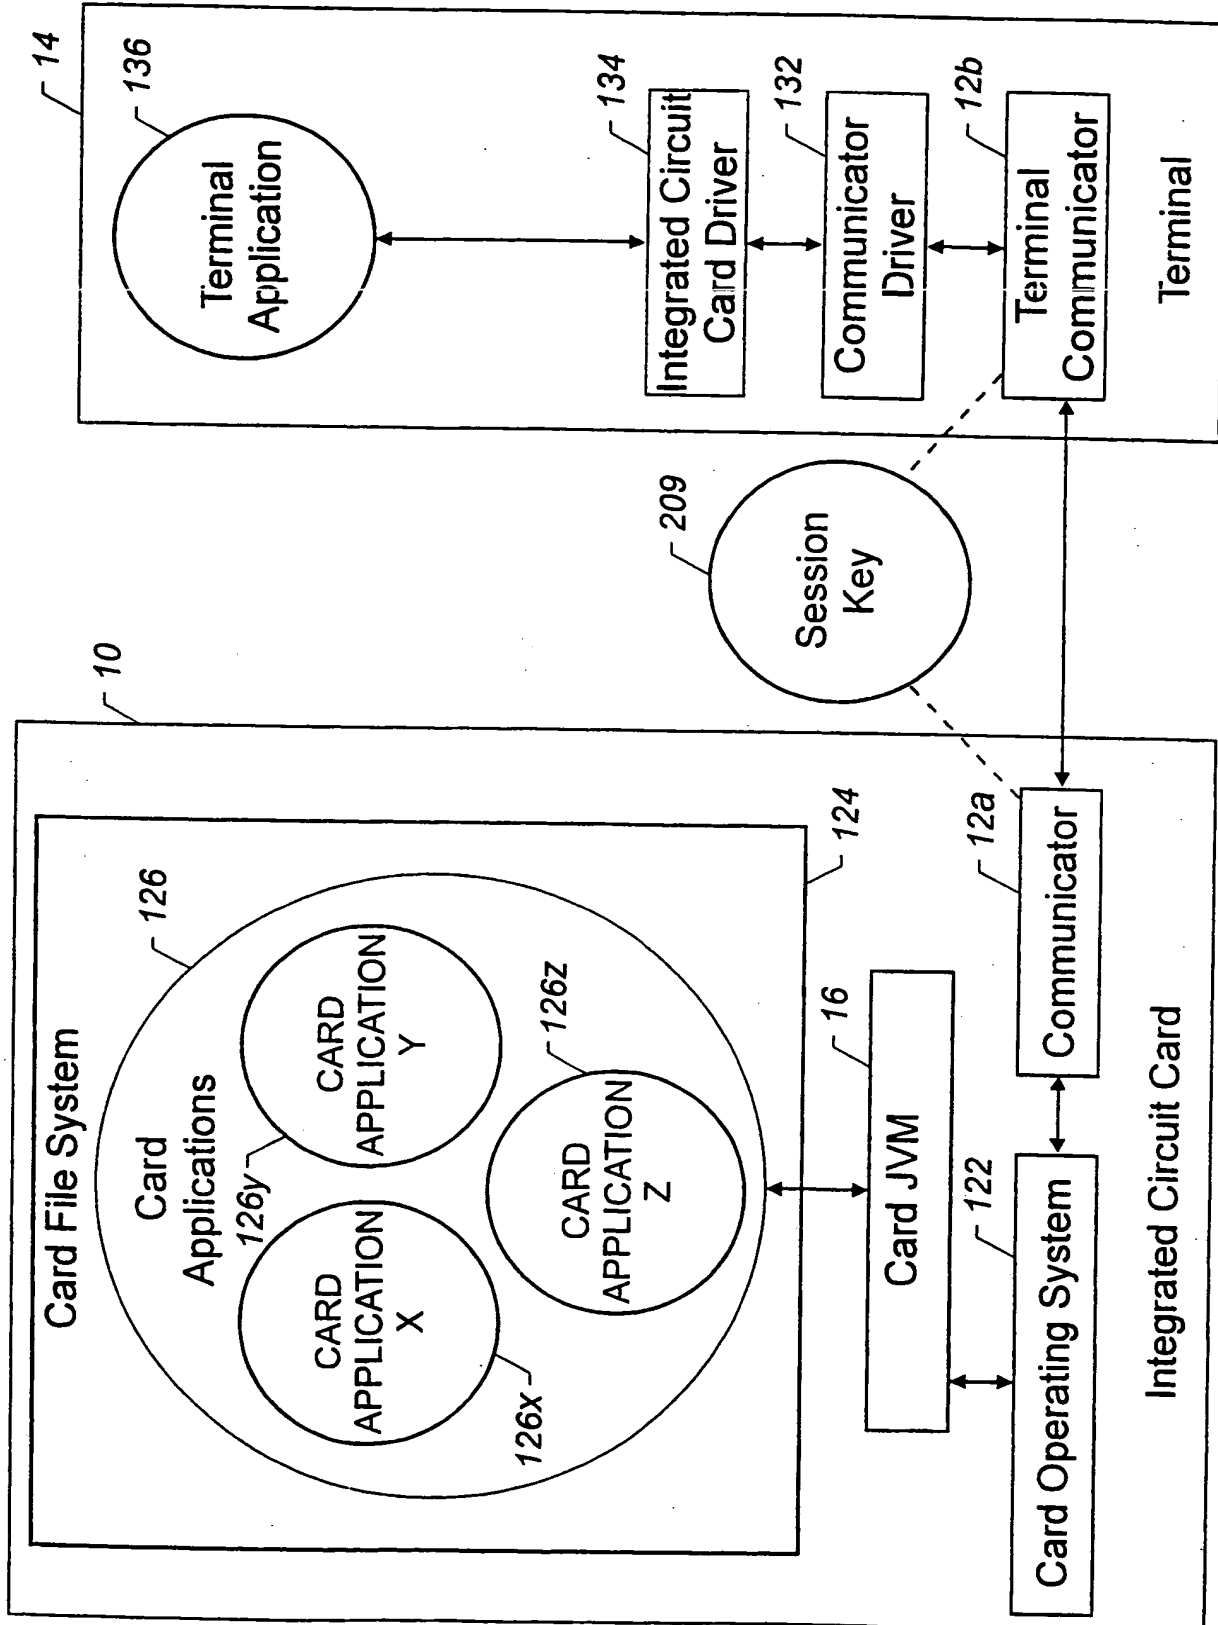 Card File System
126
Card
Applications
126y
CARD
APPLICATION
X
126x
CARD
APPLICATION
Y
CARD
APPLICATION
Z
126z
124
10
Card JVM
16
Card Operating System
122
Communicator
12a
Integrated Circuit Card
Session
Key
209
14
Terminal
Application
136
Integrated Circuit
Card Driver
134
Communicator
Driver
132
Terminal
Communicator
12b
Terminal